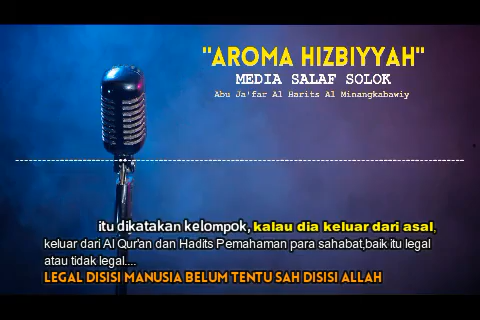 "AROMA HIZBIYYAH"
MEDIA SALAF SOLOK
Abu Ja'far Al Harits Al Minangkabawiy
itu dikatakan kelompok, kalau dia keluar dari asal,
keluar dari Al Qur'an dan Hadits Pemahaman para sahabat,baik itu legal
atau tidak legal....
LEGAL DISISI MANUSIA BELUM TENTU SAH DISISI ALLAH